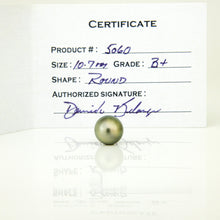 CERTIFICATE
PRODUCT #: 5060
SIZE: 10.7mm GRADE: B+
SHAPE: ROUND
AUTHORIZED SIGNATURE: